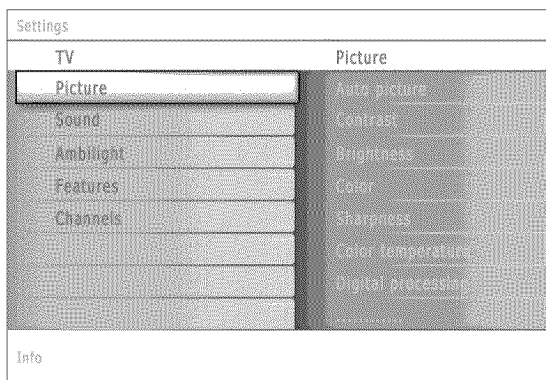 Settings
TV
Picture
Picture
Sound
Ambilight
Features
Channels
Auto picture
Contrast
Brightness
Color
Sharpness
Color temperature
Digital processing
............
Info